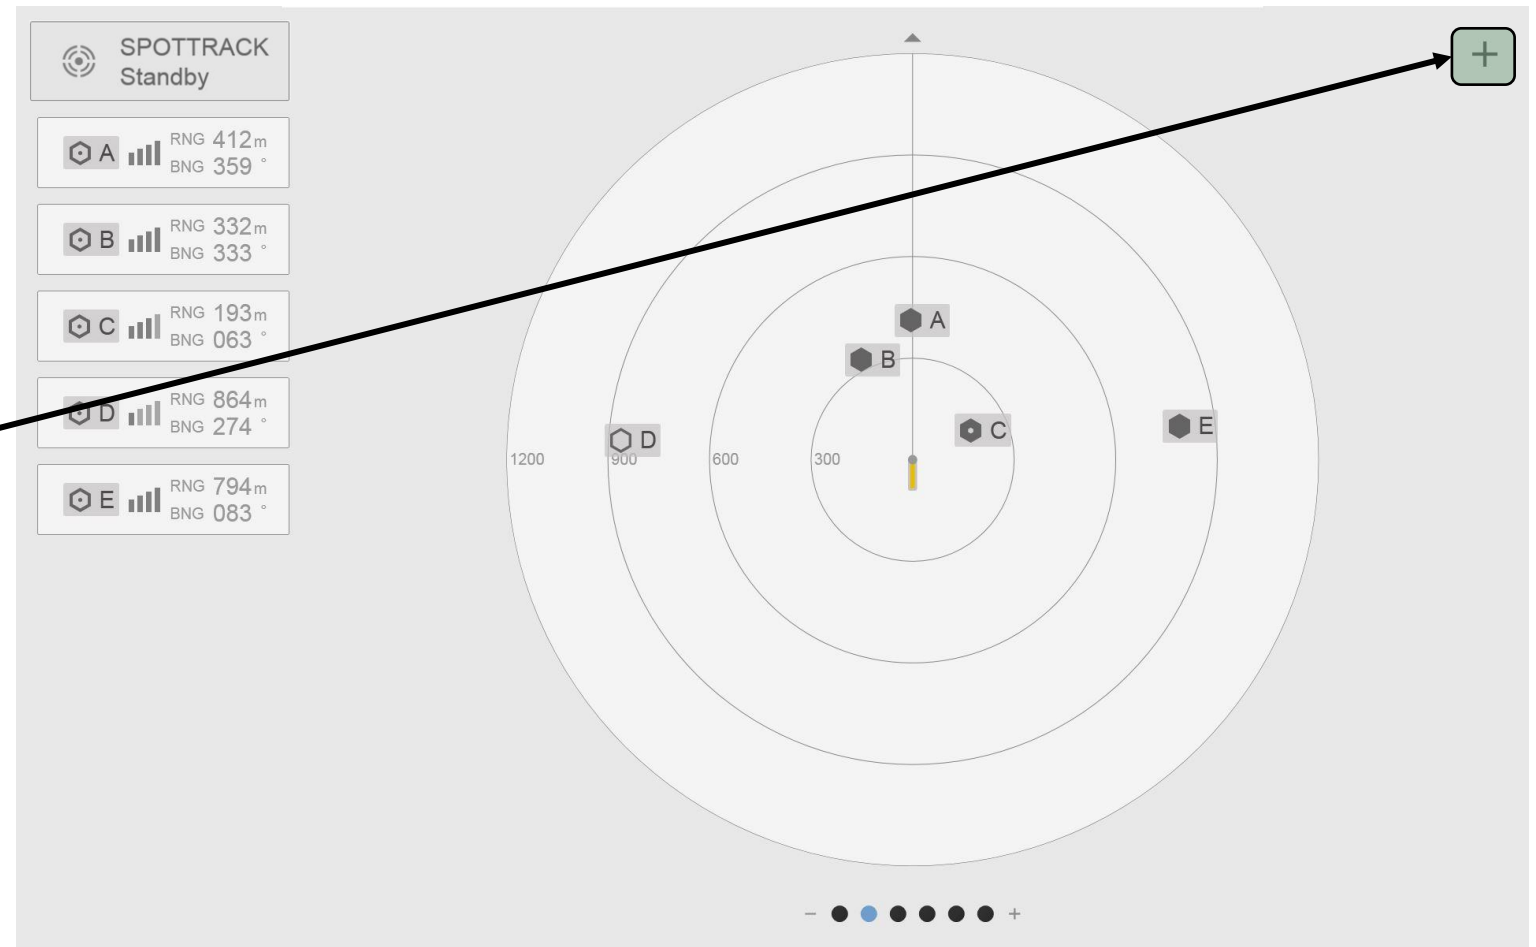 SPOTTRACK
Standby
A RNG 412m
BNG 359 °
B RNG 332m
BNG 333 °
C RNG 193m
BNG 063 °
D RNG 864m
BNG 274 °
E RNG 794m
BNG 083 °
+
A
B
C
E
D
1200 900 600 300
− +